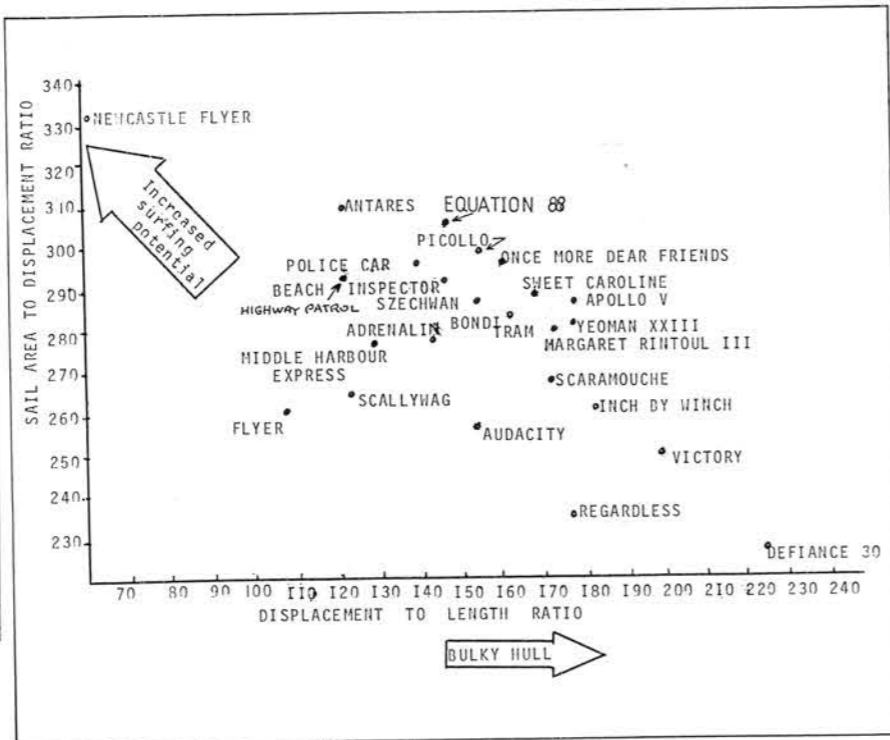 SAIL AREA TO DISPLACEMENT RATIO
340
330
320
310
300
290
280
270
260
250
240
230
NEWCASTLE FLYER
Increased
surfing
potential
ANTARES
EQUATION 88
PICOLLO
ONCE MORE DEAR FRIENDS
POLICE CAR
BEACH INSPECTOR
HIGHWAY PATROL
SWEET CAROLINE
SZECHWAN
APOLLO V
BONDI TRAM
YEOMAN XXIII
ADRENALIN
MARGARET RINTOUL III
MIDDLE HARBOUR
EXPRESS
SCARAMOUCHE
SCALLYWAG
INCH BY WINCH
FLYER
AUDACITY
VICTORY
REGARDLESS
DEFIANCE 30
70 80 90 100 110 120 130 140 150 160 170 180 190 200 210 220 230 240
DISPLACEMENT TO LENGTH RATIO
BULKY HULL